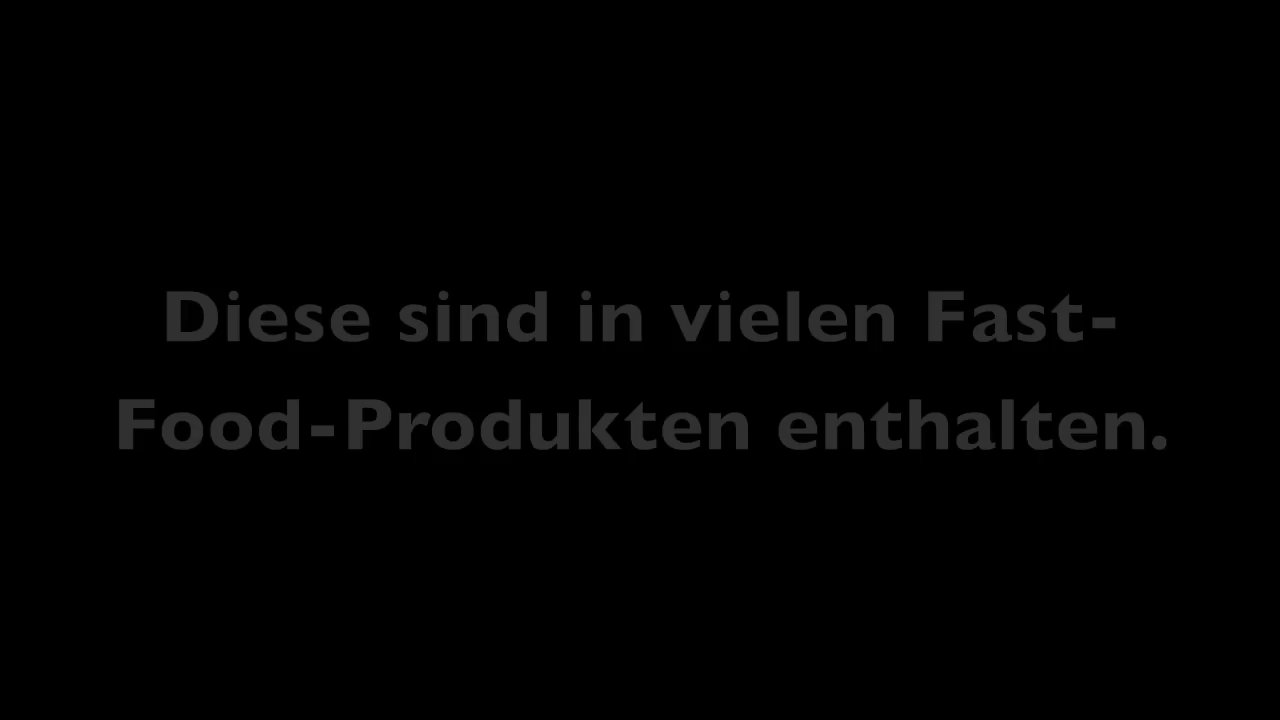 Diese sind in vielen Fast-
Food-Produkten enthalten.